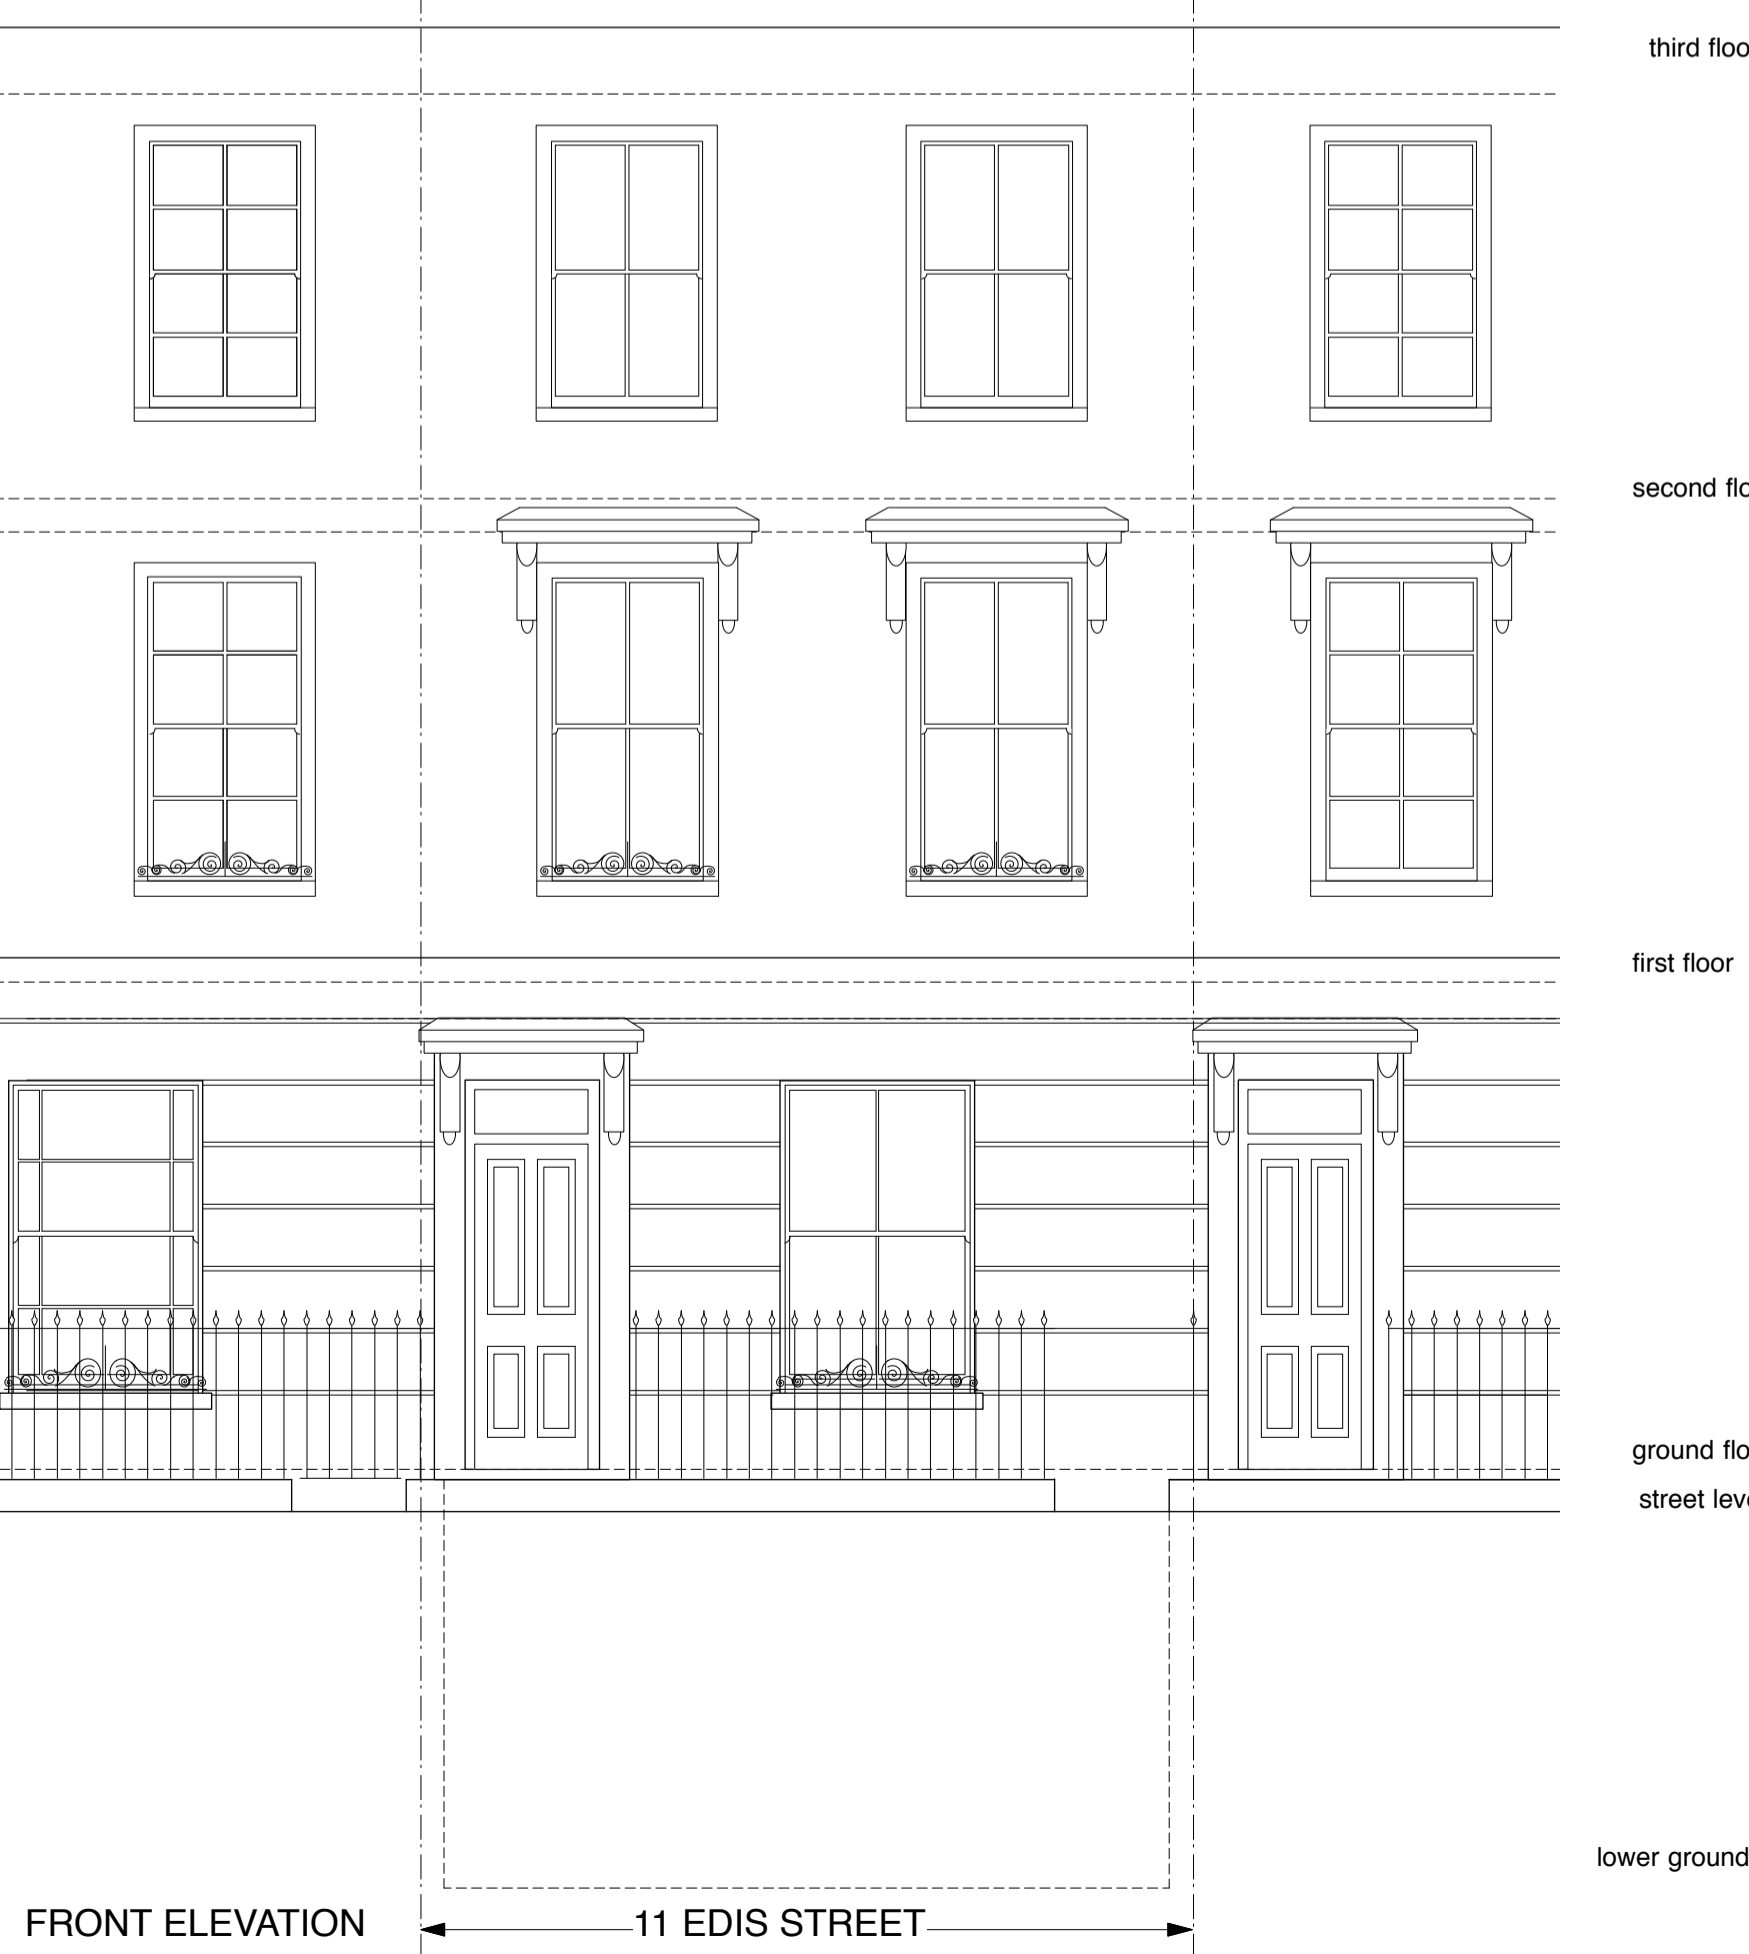 third floo
second flo
first floor
ground flo
street leve
lower ground
FRONT ELEVATION
11 EDIS STREET